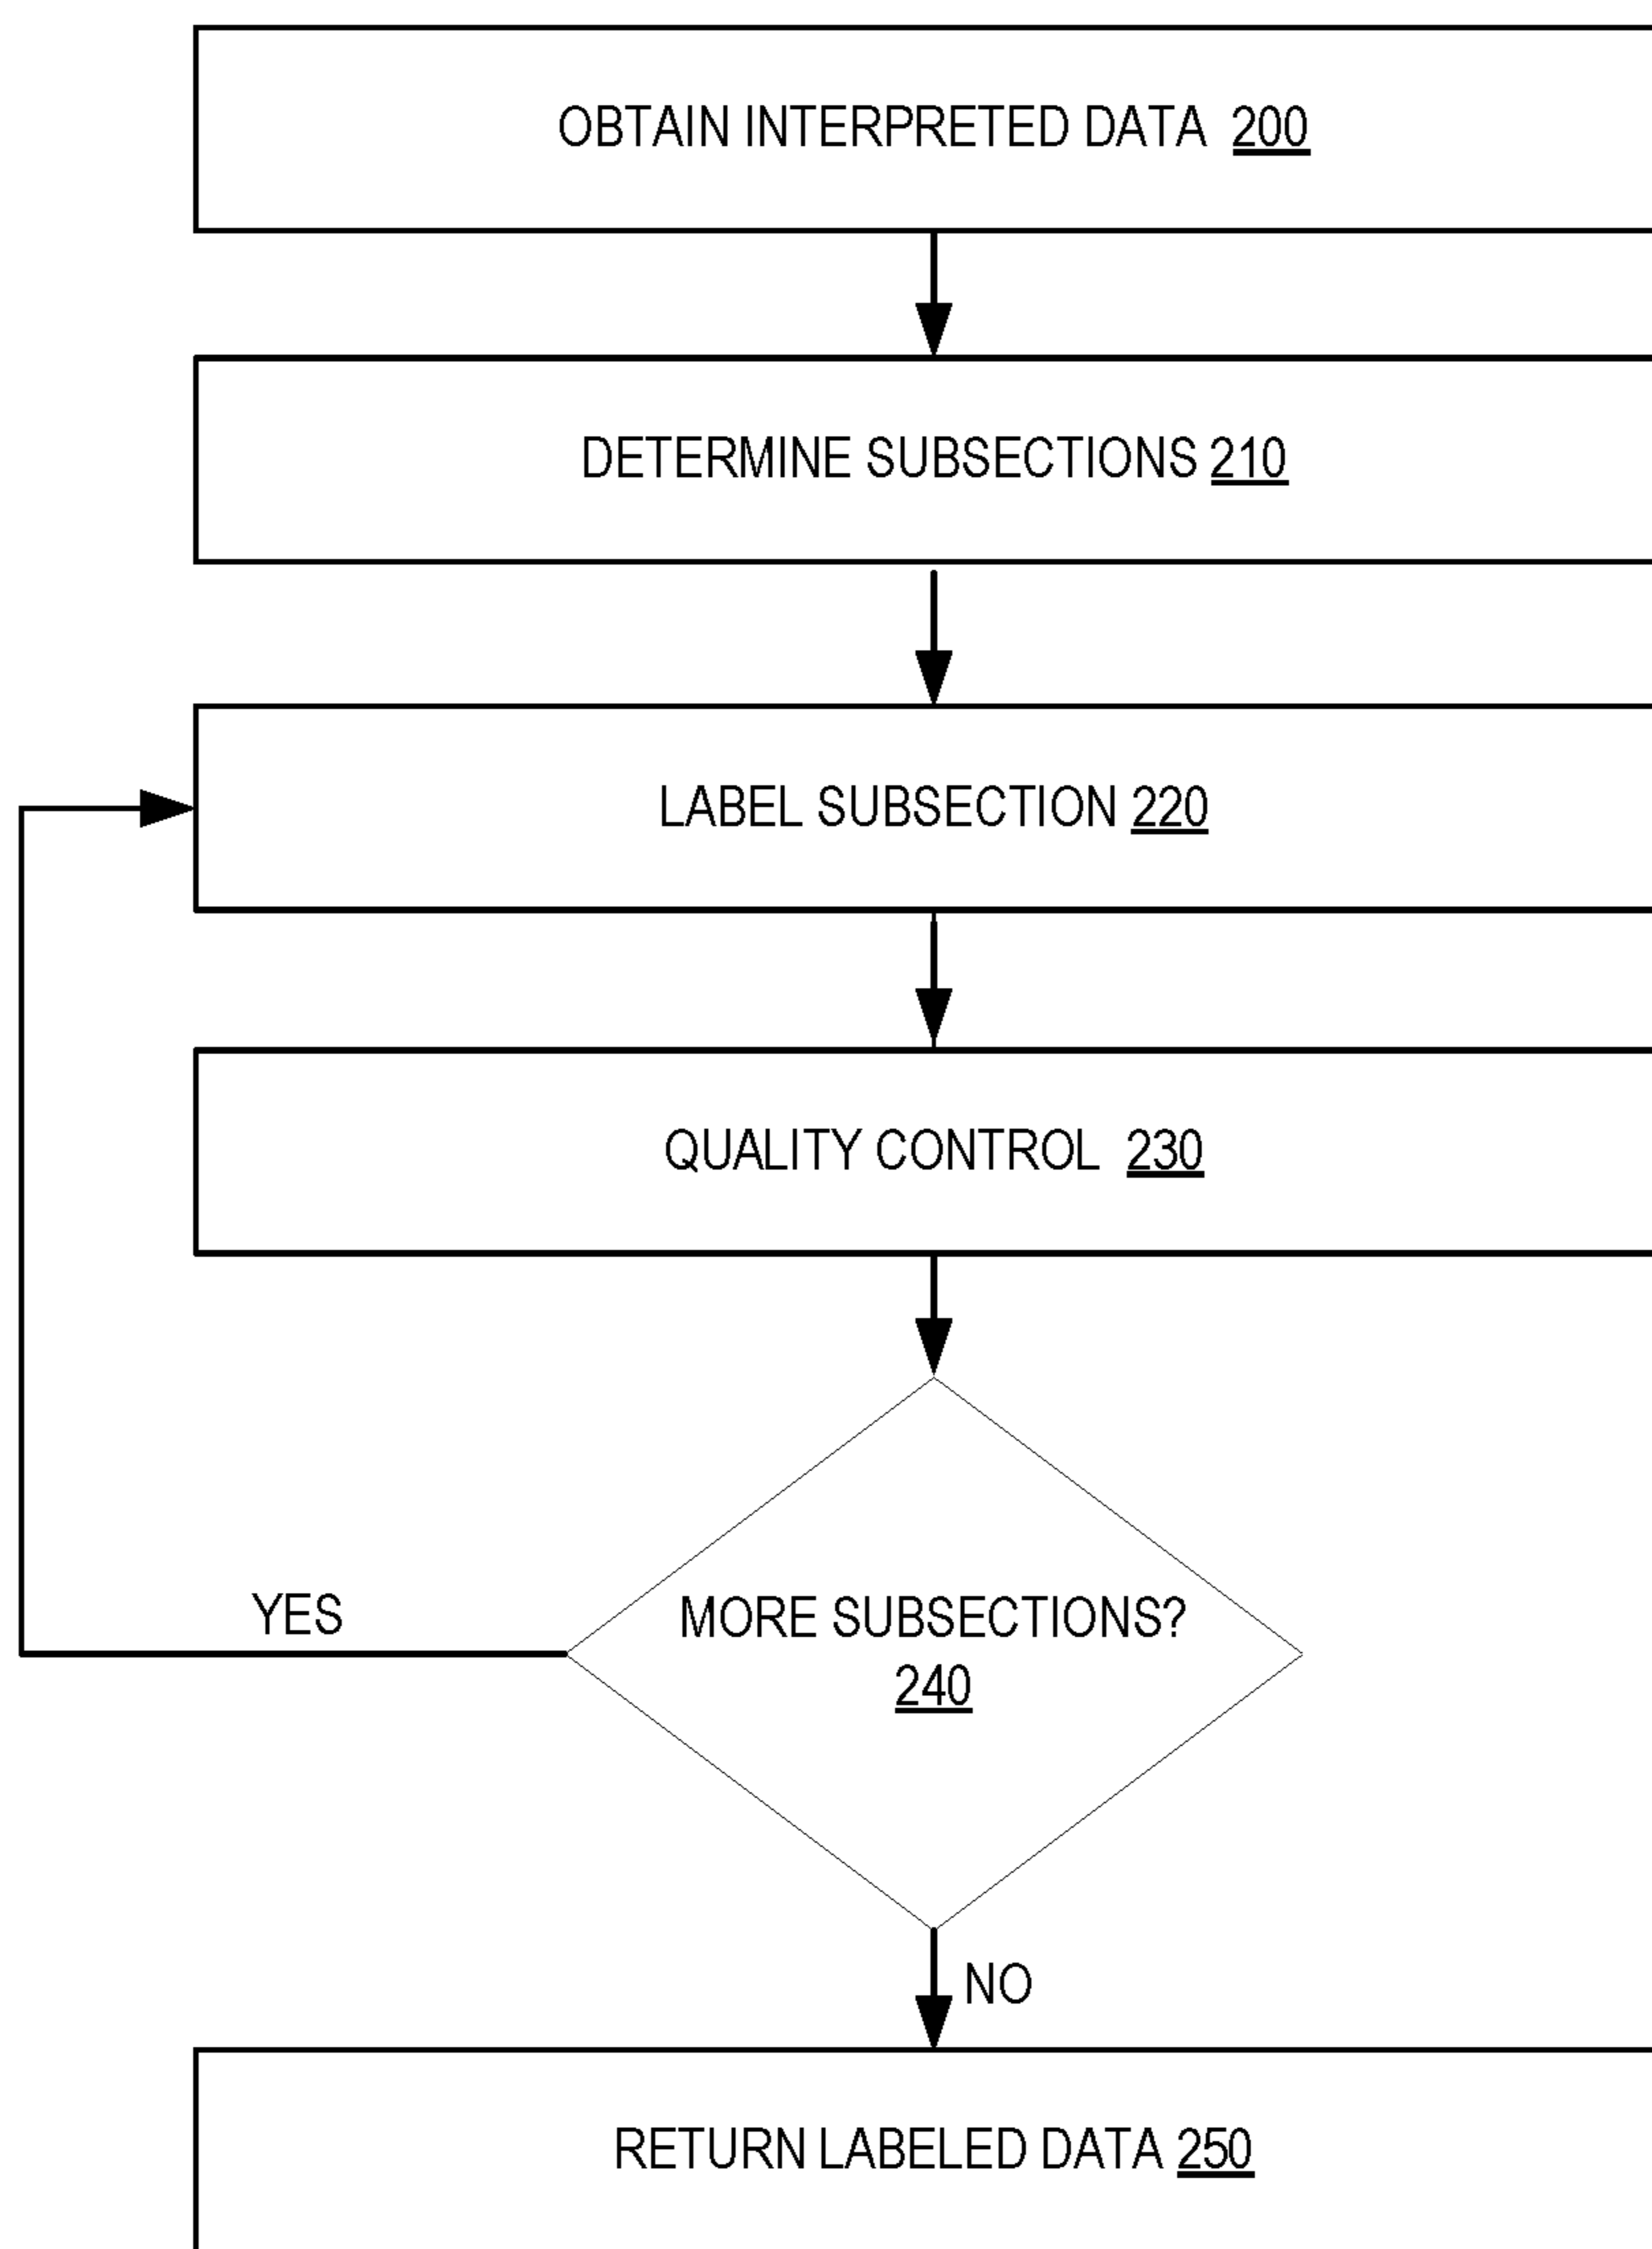 OBTAIN INTERPRETED DATA 200
DETERMINE SUBSECTIONS 210
LABEL SUBSECTION 220
QUALITY CONTROL 230
MORE SUBSECTIONS?
240
YES
NO
RETURN LABELED DATA 250